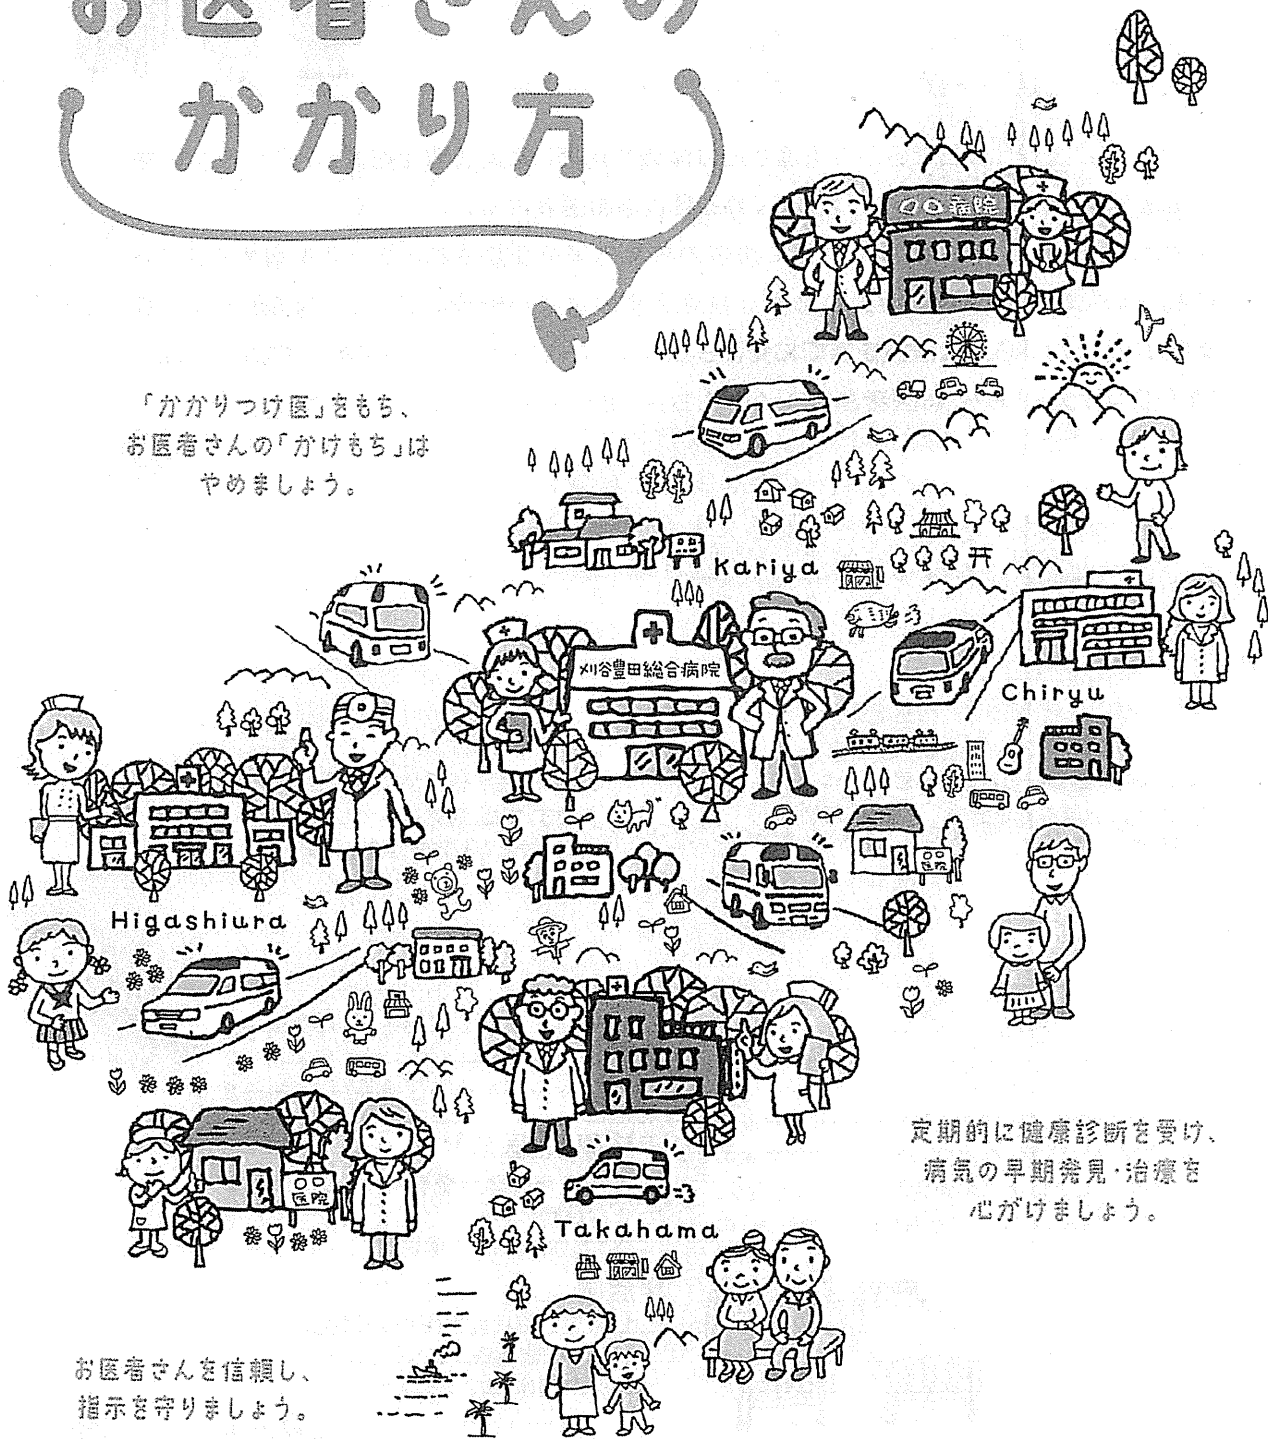 お医者さんの
かかり方
〇〇病院
「かかりつけ医」をもち、
お医者さんの「かけもち」は
やめましょう。
Kariya
刈谷豊田総合病院
Chiryu
医院
Higashiura
定期的に健康診断を受け、
病気の早期発見・治療を
心がけましょう。
医院
Takahama
お医者さんを信頼し、
指示を守りましょう。